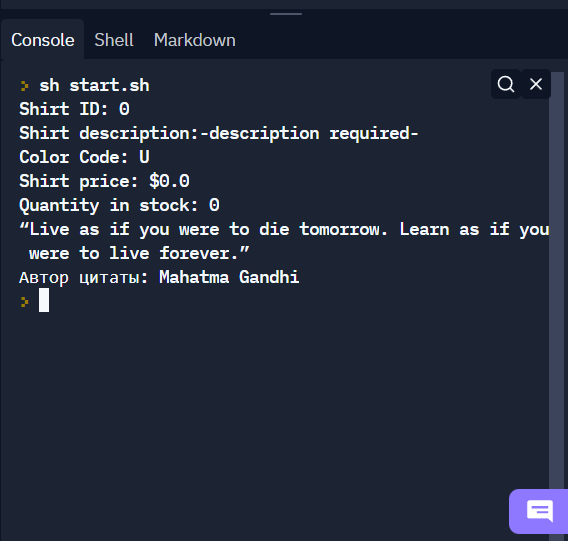 Console Shell Markdown
› sh start.sh
Shirt ID: 0
Shirt description:-description required-
Color Code: U
Shirt price: $0.0
Quantity in stock: 0
“Live as if you were to die tomorrow. Learn as if you
were to live forever.”
Автор цитаты: Mahatma Gandhi
›